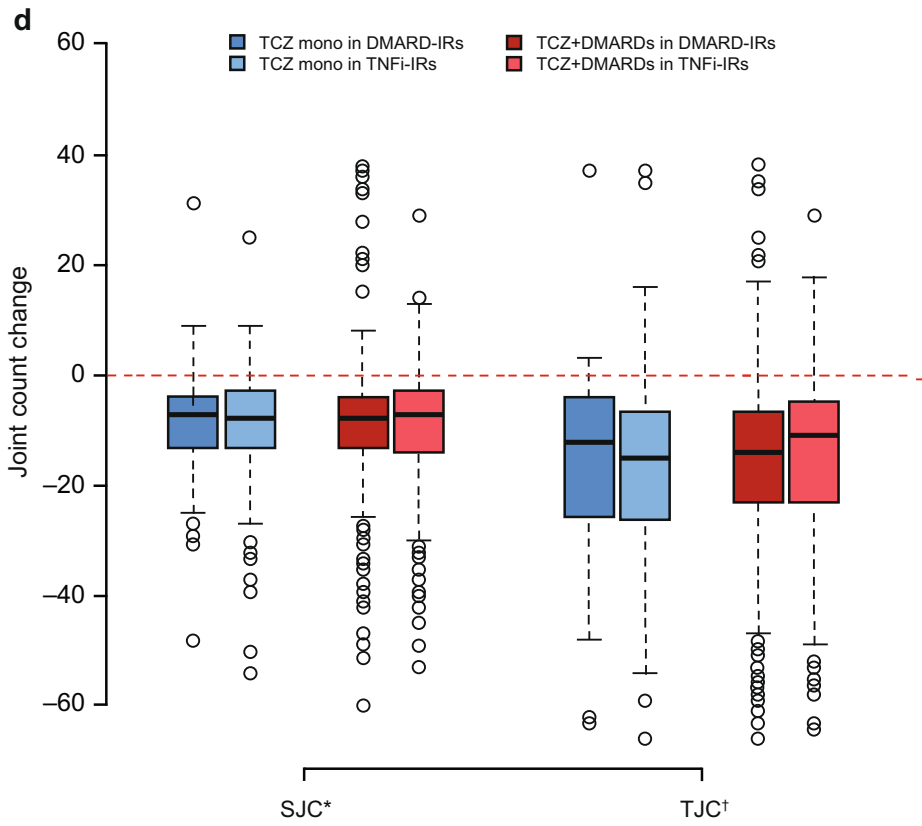 d
TCZ mono in DMARD-IRs
TCZ+DMARDs in DMARD-IRs
TCZ mono in TNFi-IRs
TCZ+DMARDs in TNFi-IRs
60
40
20
0
–20
–40
–60
Joint count change
SJC*
TJC†